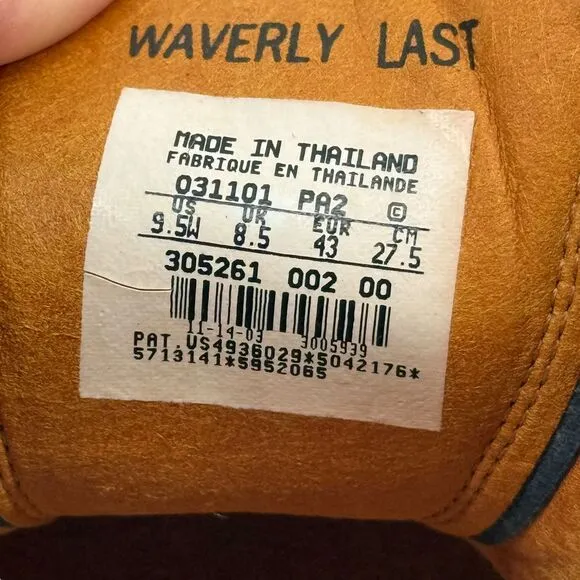 WAVERLY LAST
MADE IN THAILAND
FABRIQUE EN THAILANDE
031101 PA2 ©
US UK EUR CM
9.5W 8.5 43 27.5
305261 002 00
11-14-03 3005939
PAT.US4936029*5042176*
5713141*5952065